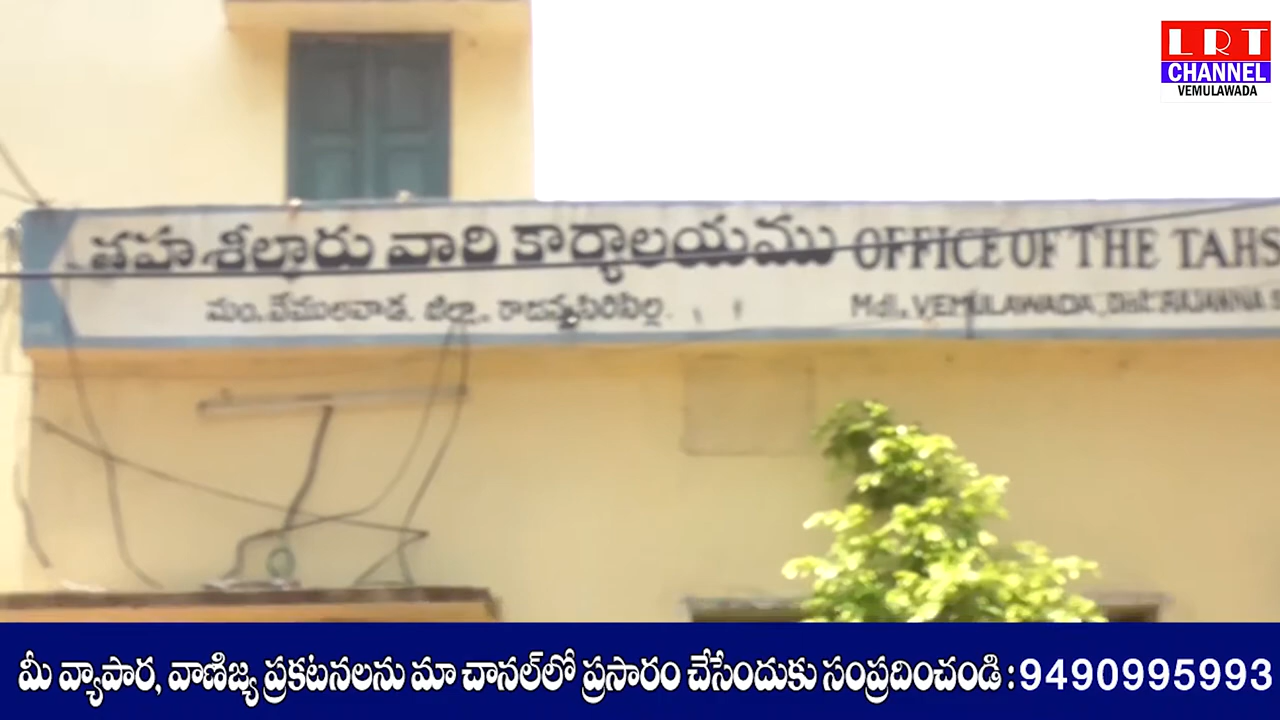 LRT
CHANNEL
VEMULAWADA
తహశీల్దారు వారి కార్యాలయము OFFICE OF THE TAHS
మం. వేములవాడ, జిల్లా. రాజన్నసిరిసిల్ల.
Mdl. VEMULAWADA, Dist. RAJANNA
మీ వ్యాపార, వాణిజ్య ప్రకటనలను మా చానల్‌లో ప్రసారం చేసేందుకు సంప్రదించండి : 9490995993